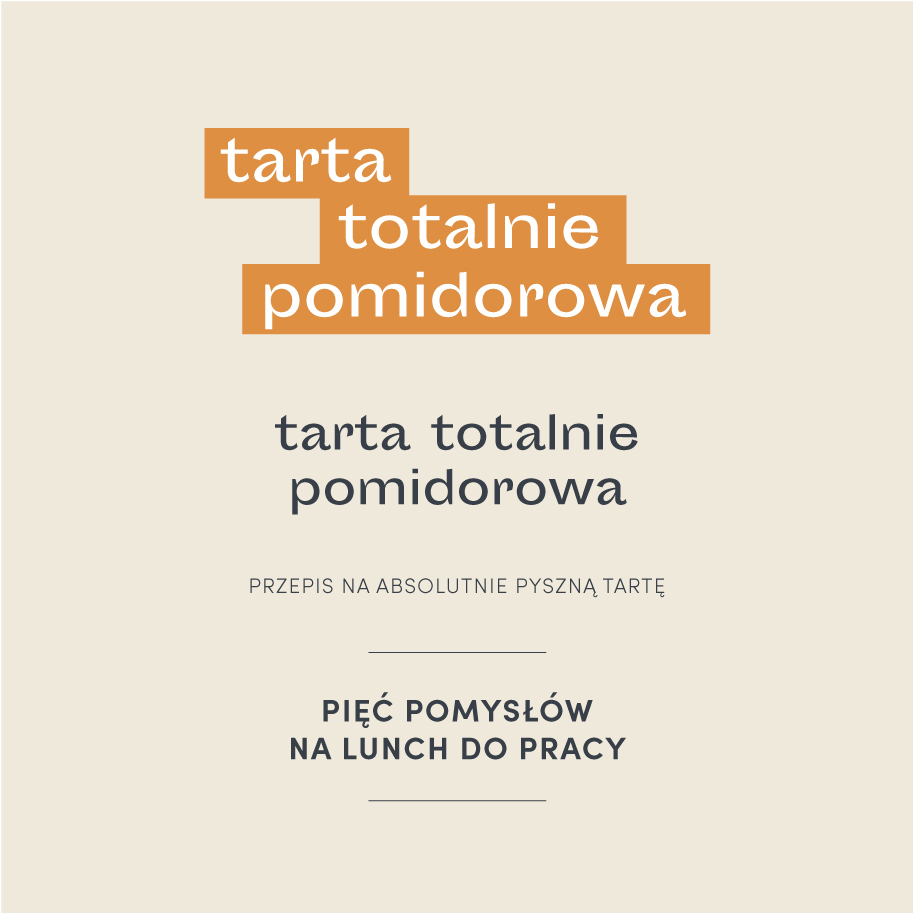 tarta
totalnie
pomidorowa
tarta totalnie
pomidorowa
PRZEPIS NA ABSOLUTNIE PYSZNĄ TARTĘ
PIĘĆ POMYSŁÓW
NA LUNCH DO PRACY